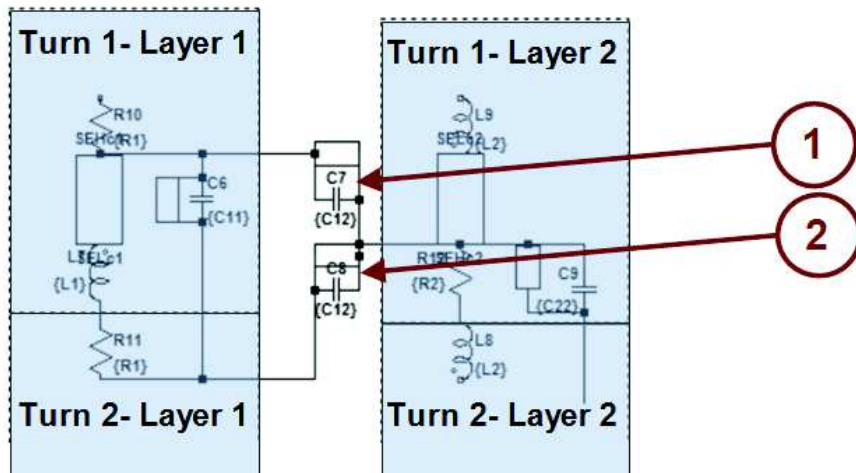 Turn 1- Layer 1
Turn 1- Layer 2
R10
{R1}
L9
{L2}
1
C7
{C12}
C6
{C11}
2
C8
{C12}
{L1}
{R2}
C9
{C22}
R11
{R1}
L8
{L2}
Turn 2- Layer 1
Turn 2- Layer 2